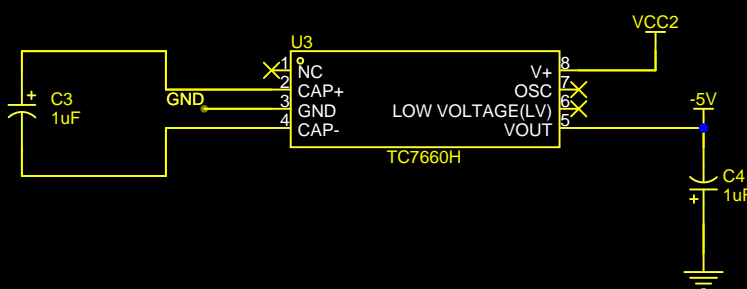 VCC2
U3
1
NC
V+
8
2
CAP+
OSC
7
GND
3
GND
LOW VOLTAGE(LV)
6
4
CAP-
VOUT
5
TC7660H
+
C3
1uF
-5V
C4
1uF
+